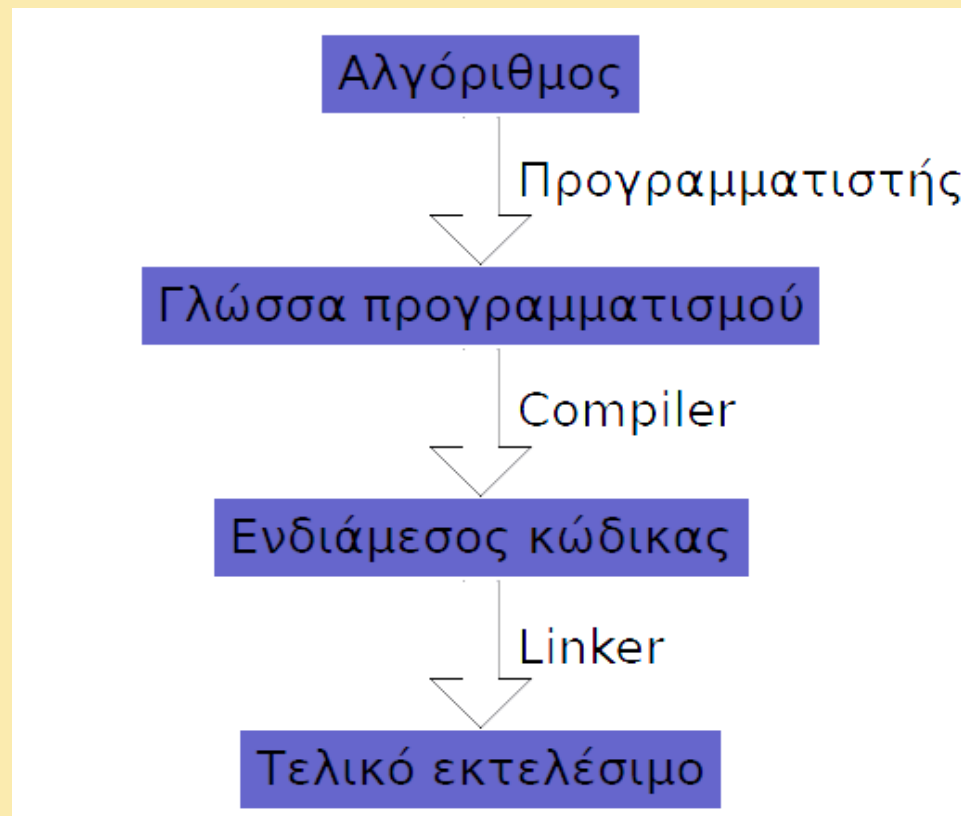 Αλγόριθμος
Προγραμματιστής
Γλώσσα προγραμματισμού
Compiler
Ενδιάμεσος κώδικας
Linker
Τελικό εκτελέσιμο